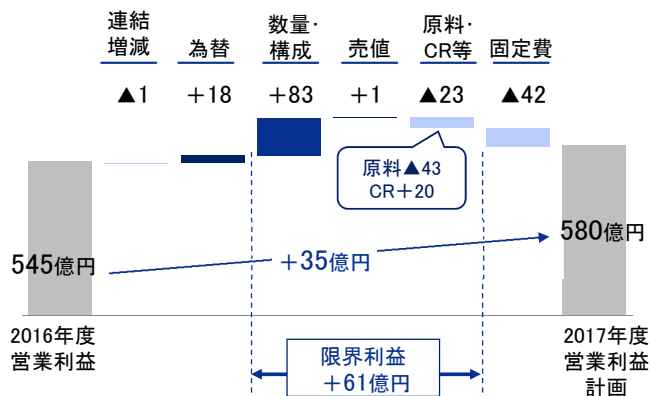 連結
増減
為替
数量・
構成
売値
原料・
CR等
固定費
▲1
＋18
＋83
＋1
▲23
▲42
原料▲43
CR＋20
545億円
＋35億円
580億円
2016年度
営業利益
限界利益
＋61億円
2017年度
営業利益
計画